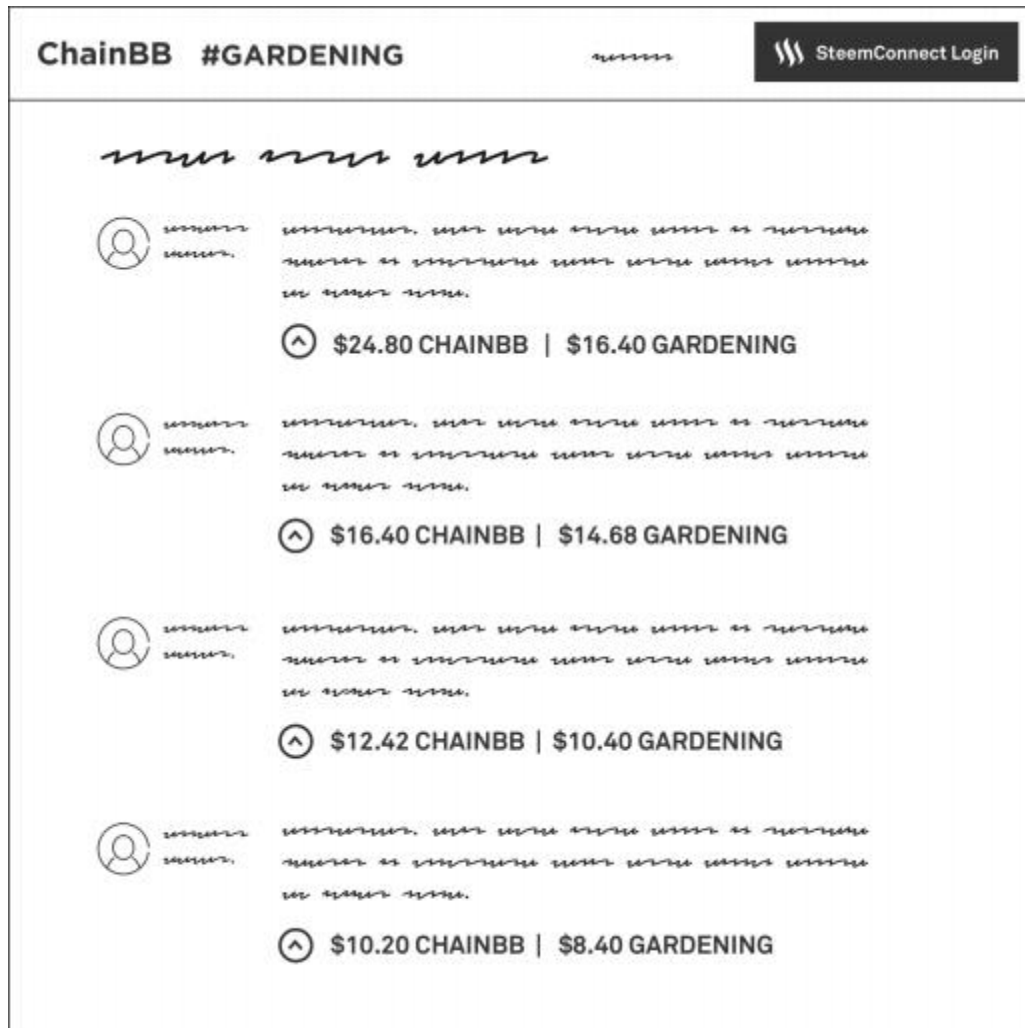 ChainBB #GARDENING SteemConnect Login
$24.80 CHAINBB | $16.40 GARDENING
$16.40 CHAINBB | $14.68 GARDENING
$12.42 CHAINBB | $10.40 GARDENING
$10.20 CHAINBB | $8.40 GARDENING